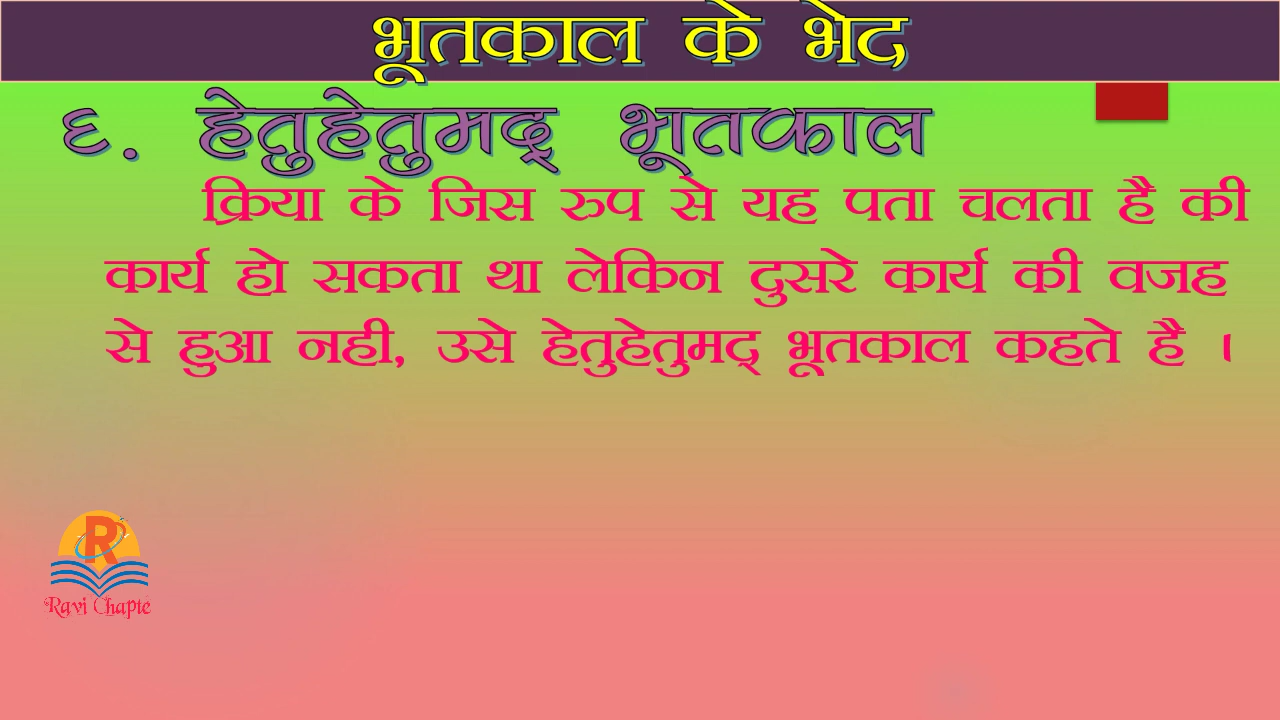 भूतकाल के भेद
६. हेतुहेतुमद् भूतकाल
क्रिया के जिस रुप से यह पता चलता है की
कार्य हो सकता था लेकिन दुसरे कार्य की वजह
से हुआ नही, उसे हेतुहेतुमद् भूतकाल कहते है ।
R
Ravi Chapte